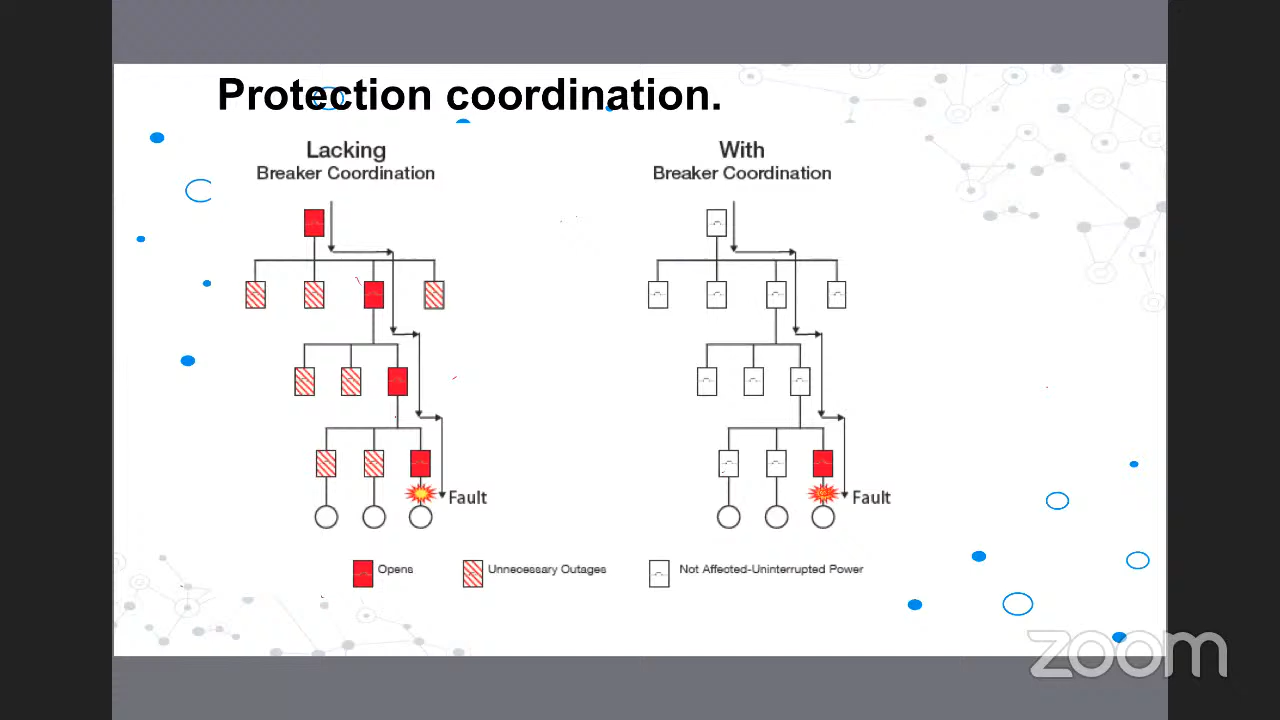 Protection coordination.
Lacking
Breaker Coordination
With
Breaker Coordination
Fault
Fault
Opens
Unnecessary Outages
Not Affected-Uninterrupted Power
zoom